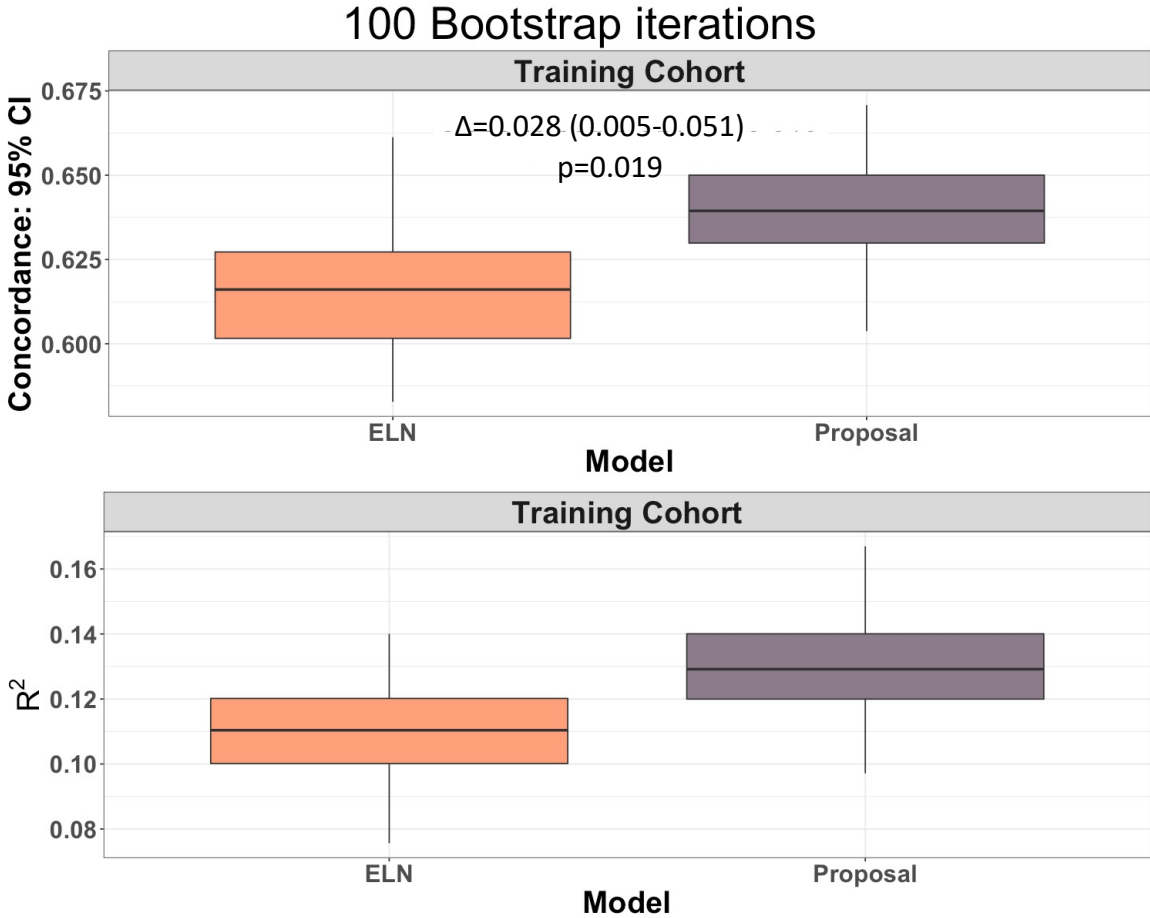 100 Bootstrap iterations
Training Cohort
Concordance: 95% CI
0.675
0.650
0.625
0.600
Δ=0.028 (0.005-0.051)
p=0.019
ELN
Proposal
Model
Training Cohort
R²
0.16
0.14
0.12
0.10
0.08
ELN
Proposal
Model